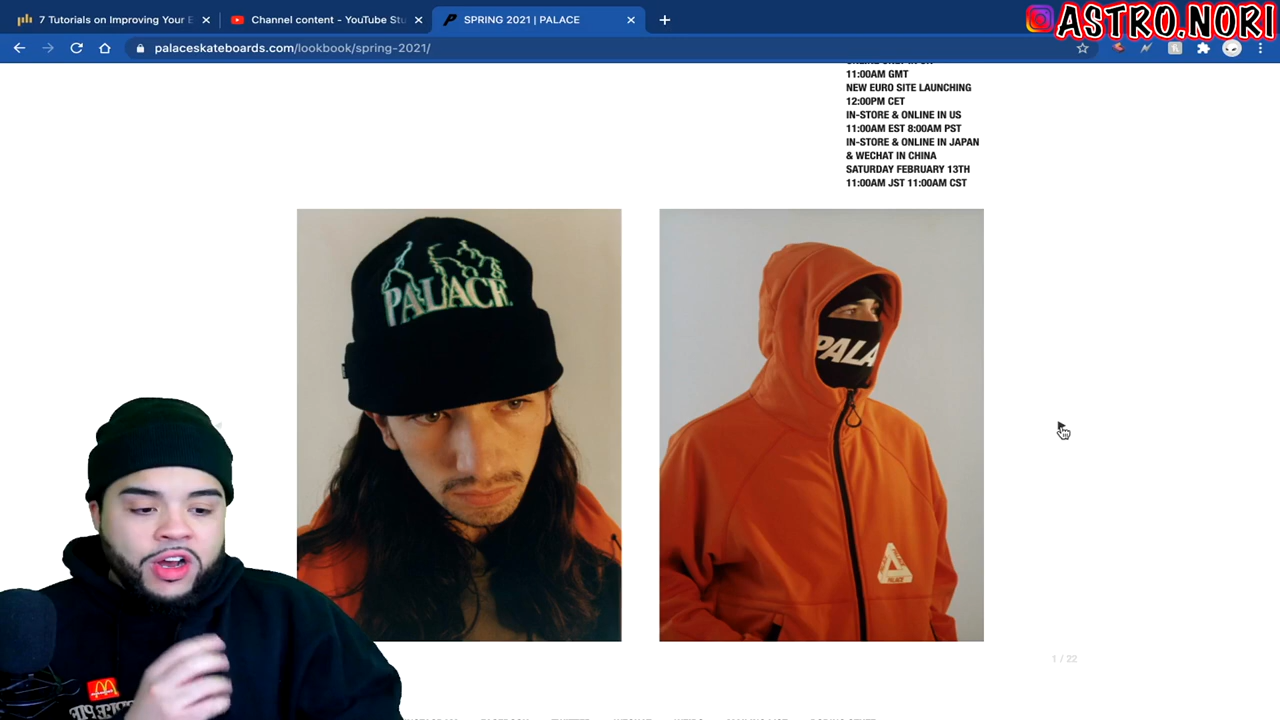 7 Tutorials on Improving Your E
Channel content - YouTube Stu
SPRING 2021 | PALACE
ASTRO.NORI
palaceskateboards.com/lookbook/spring-2021/
11:00AM GMT
NEW EURO SITE LAUNCHING
12:00PM CET
IN-STORE & ONLINE IN US
11:00AM EST 8:00AM PST
IN-STORE & ONLINE IN JAPAN
& WECHAT IN CHINA
SATURDAY FEBRUARY 13TH
11:00AM JST 11:00AM CST
PALACE
PALA
PALACE
1 / 22